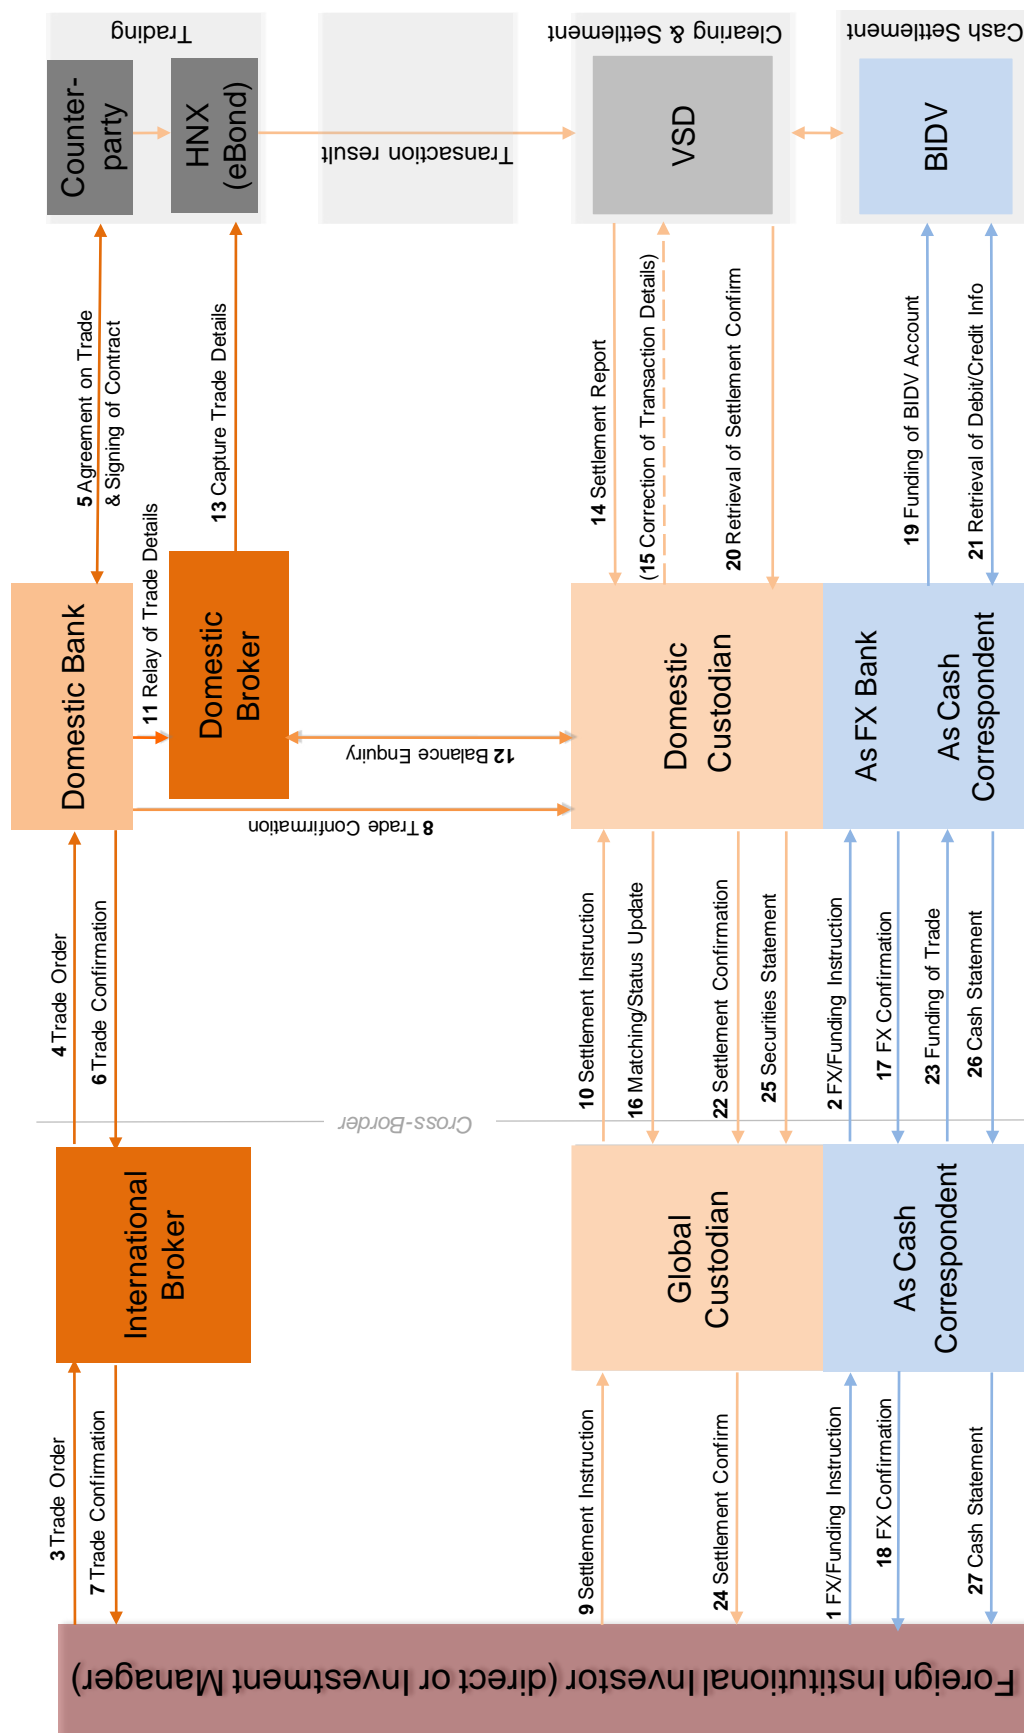 Foreign Institutional Investor (direct or Investment Manager)
3 Trade Order
7 Trade Confirmation
9 Settlement Instruction
24 Settlement Confirm
1 FX/Funding Instruction
18 FX Confirmation
27 Cash Statement
International
Broker
Global
Custodian
As Cash
Correspondent
Cross-Border
4 Trade Order
6 Trade Confirmation
10 Settlement Instruction
16 Matching/Status Update
22 Settlement Confirmation
25 Securities Statement
2 FX/Funding Instruction
17 FX Confirmation
23 Funding of Trade
26 Cash Statement
Domestic Bank
11 Relay of Trade Details
Domestic
Broker
8 Trade Confirmation
12 Balance Enquiry
Domestic
Custodian
As FX Bank
As Cash
Correspondent
5 Agreement on Trade
& Signing of Contract
13 Capture Trade Details
14 Settlement Report
(15 Correction of Transaction Details)
20 Retrieval of Settlement Confirm
19 Funding of BIDV Account
21 Retrieval of Debit/Credit Info
Trading
Counter-
party
HNX
(eBond)
Transaction result
Clearing & Settlement
VSD
Cash Settlement
BIDV